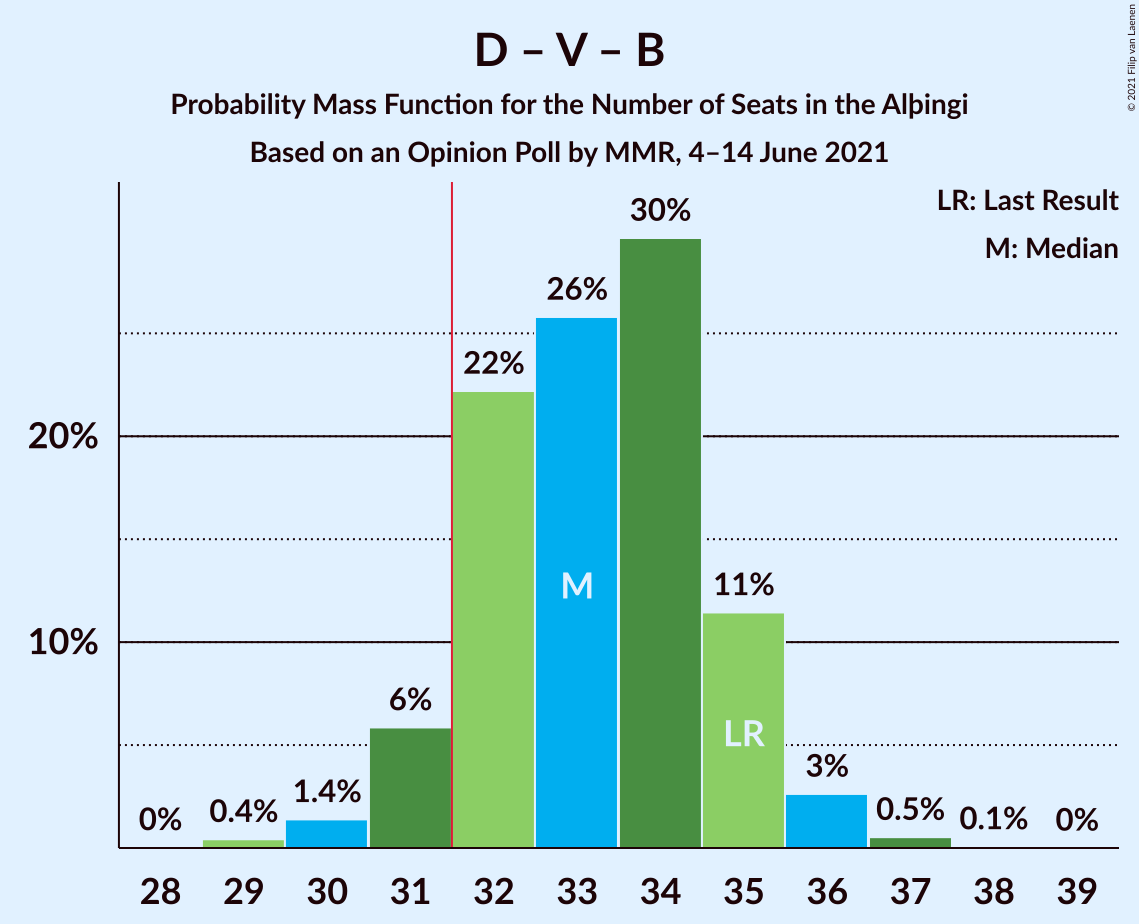 D – V – B
Probability Mass Function for the Number of Seats in the Alþingi
Based on an Opinion Poll by MMR, 4–14 June 2021
© 2021 Filip van Laenen
LR: Last Result
M: Median
20%
10%
0%
0.4%
1.4%
6%
22%
26%
30%
11%
3%
0.5%
0.1%
0%
M
LR
28 29 30 31 32 33 34 35 36 37 38 39